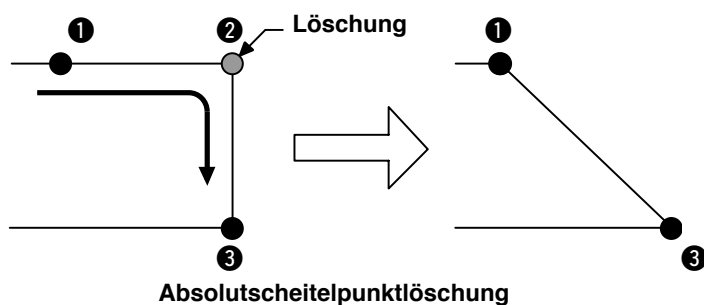 ❶ ❷ Löschung ❶
❸ ❸
Absolutscheitelpunktlöschung